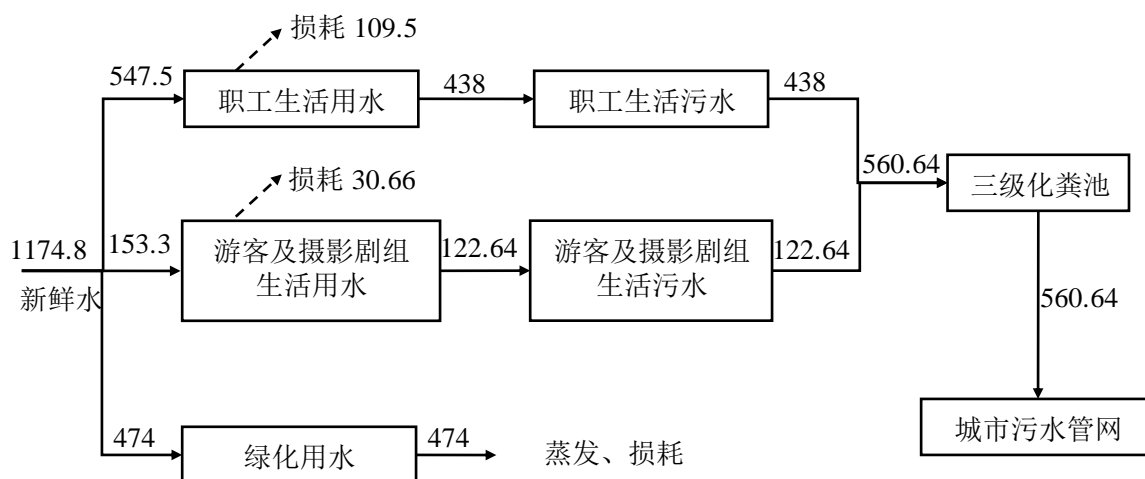 损耗 109.5
547.5
职工生活用水
438
职工生活污水
438
损耗 30.66
560.64
三级化粪池
1174.8
153.3
游客及摄影剧组
生活用水
122.64
游客及摄影剧组
生活污水
122.64
新鲜水
560.64
474
绿化用水
474
蒸发、损耗
城市污水管网